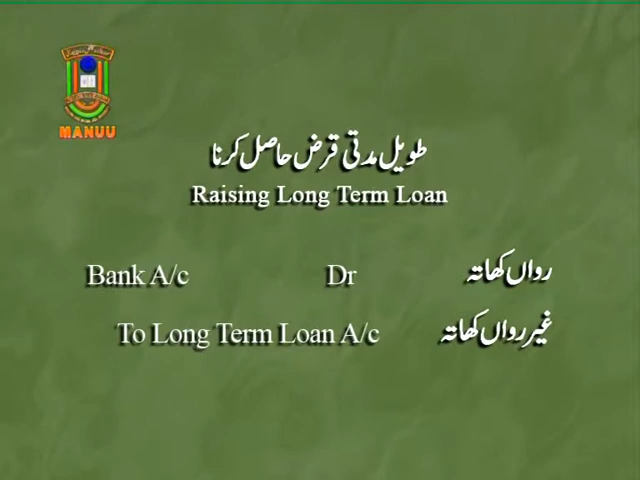 MANUU
طویل مدتی قرض حاصل کرنا
Raising Long Term Loan
Bank A/c Dr رواں کھاتہ
To Long Term Loan A/c غیر رواں کھاتہ